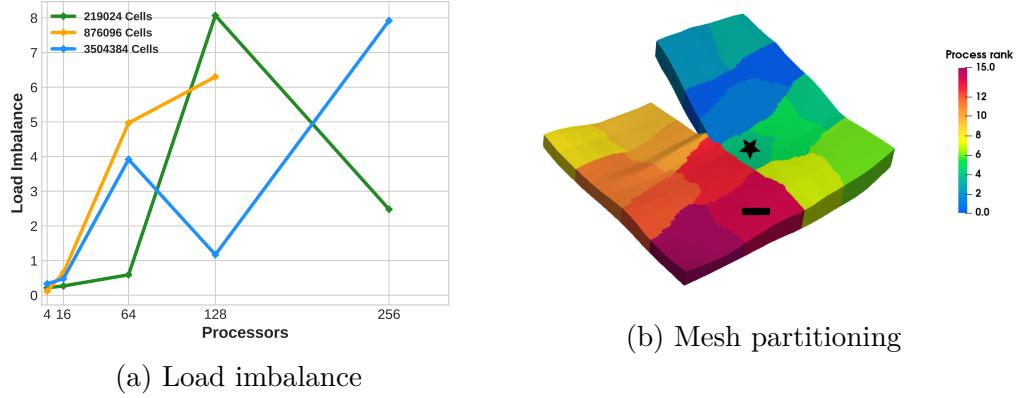 219024 Cells
876096 Cells
3504384 Cells
8
7
6
5
4
3
2
1
0
Load Imbalance
4 16 64 128 256
Processors
(a) Load imbalance
Process rank
15.0
12
10
8
6
4
2
0.0
(b) Mesh partitioning